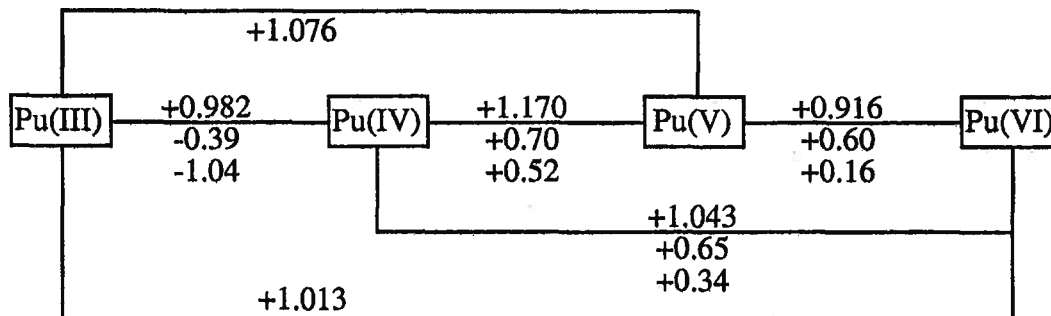 +1.076
Pu(III) +0.982 Pu(IV) +1.170 Pu(V) +0.916 Pu(VI)
-0.39 +0.70 +0.60
-1.04 +0.52 +0.16
+1.043
+0.65
+0.34
+1.013